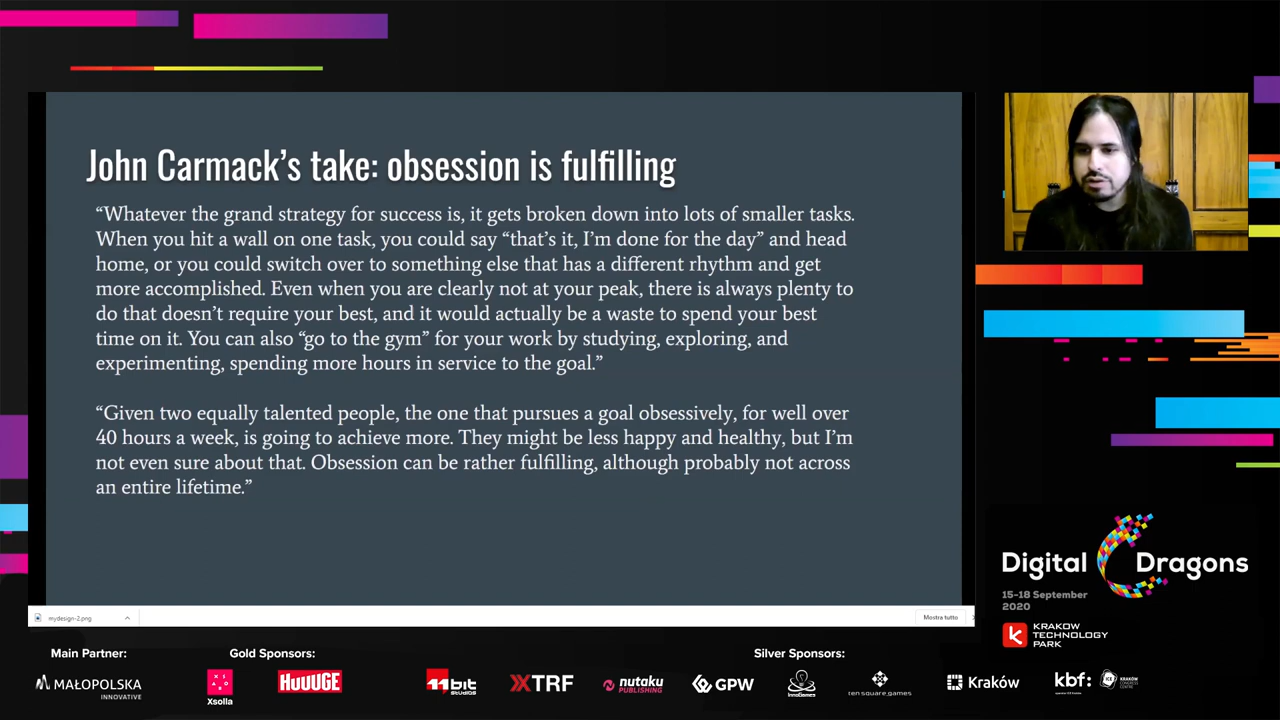 John Carmack's take: obsession is fulfilling
“Whatever the grand strategy for success is, it gets broken down into lots of smaller tasks.
When you hit a wall on one task, you could say “that’s it, I’m done for the day” and head
home, or you could switch over to something else that has a different rhythm and get
more accomplished. Even when you are clearly not at your peak, there is always plenty to
do that doesn’t require your best, and it would actually be a waste to spend your best
time on it. You can also “go to the gym” for your work by studying, exploring, and
experimenting, spending more hours in service to the goal.”
“Given two equally talented people, the one that pursues a goal obsessively, for well over
40 hours a week, is going to achieve more. They might be less happy and healthy, but I’m
not even sure about that. Obsession can be rather fulfilling, although probably not across
an entire lifetime.”
mydesign-2.png
Mostra tutto
Digital Dragons
15-18 September
2020
KRAKOW
TECHNOLOGY
PARK
Main Partner:
Gold Sponsors:
Silver Sponsors:
MAŁOPOLSKA
INNOVATIVE
XSOLLA
Xsolla
HUUUGE
11bit
studios
XTRF
nutaku
PUBLISHING
GPW
InnoGames
ten square games
Kraków
kbf:
ICE KRAKÓW
CONGRESS
CENTRE